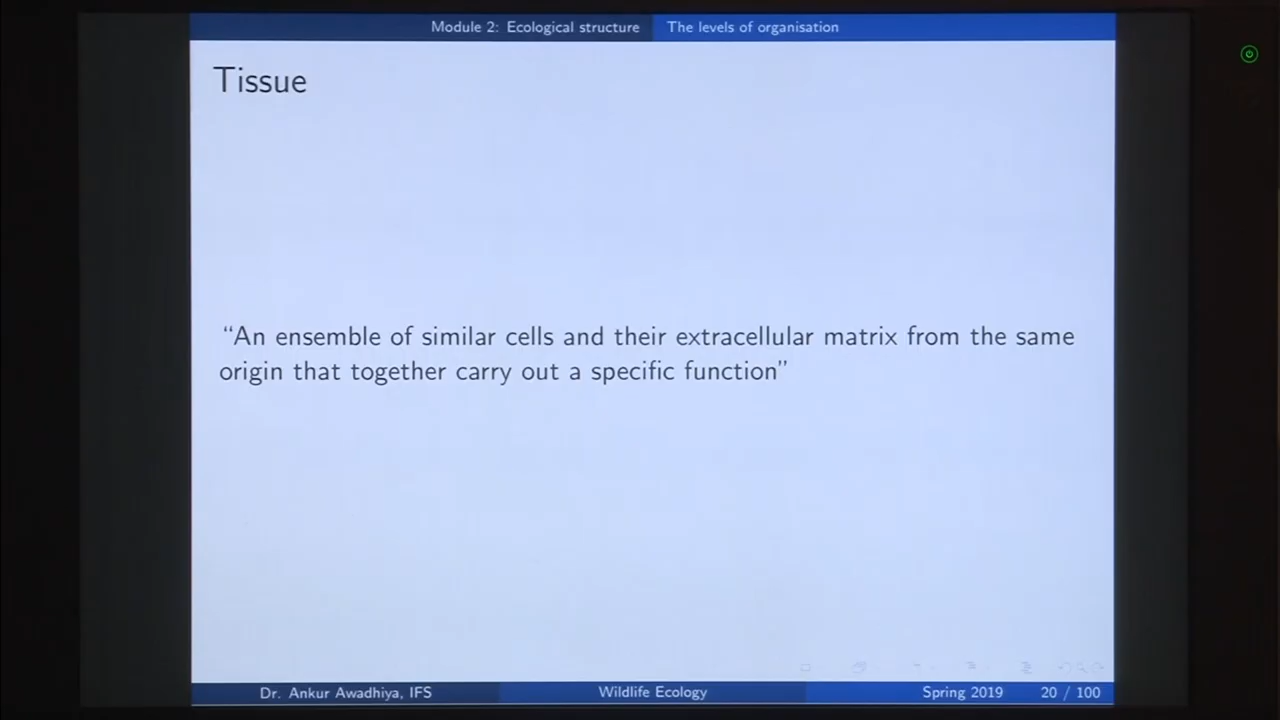 Module 2: Ecological structure The levels of organisation
Tissue
“An ensemble of similar cells and their extracellular matrix from the same
origin that together carry out a specific function”
Dr. Ankur Awadhiya, IFS Wildlife Ecology Spring 2019 20 / 100